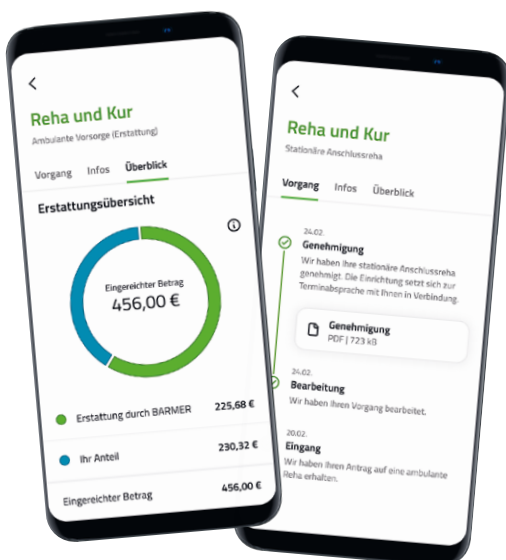 Reha und Kur
Ambulante Vorsorge (Erstattung)
Vorgang Infos Überblick
Erstattungsübersicht
Eingereichter Betrag
456,00 €
Erstattung durch BARMER 225,68 €
Ihr Anteil 230,32 €
Eingereichter Betrag 456,00 €
Reha und Kur
Stationäre Anschlussreha
Vorgang Infos Überblick
24.02.
Genehmigung
Wir haben Ihre stationäre Anschlussreha
genehmigt. Die Einrichtung setzt sich zur
Terminabsprache mit Ihnen in Verbindung.
Genehmigung
PDF | 723 kB
24.02.
Bearbeitung
Wir haben Ihren Vorgang bearbeitet.
20.02.
Eingang
Wir haben Ihren Antrag auf eine ambulante
Reha erhalten.